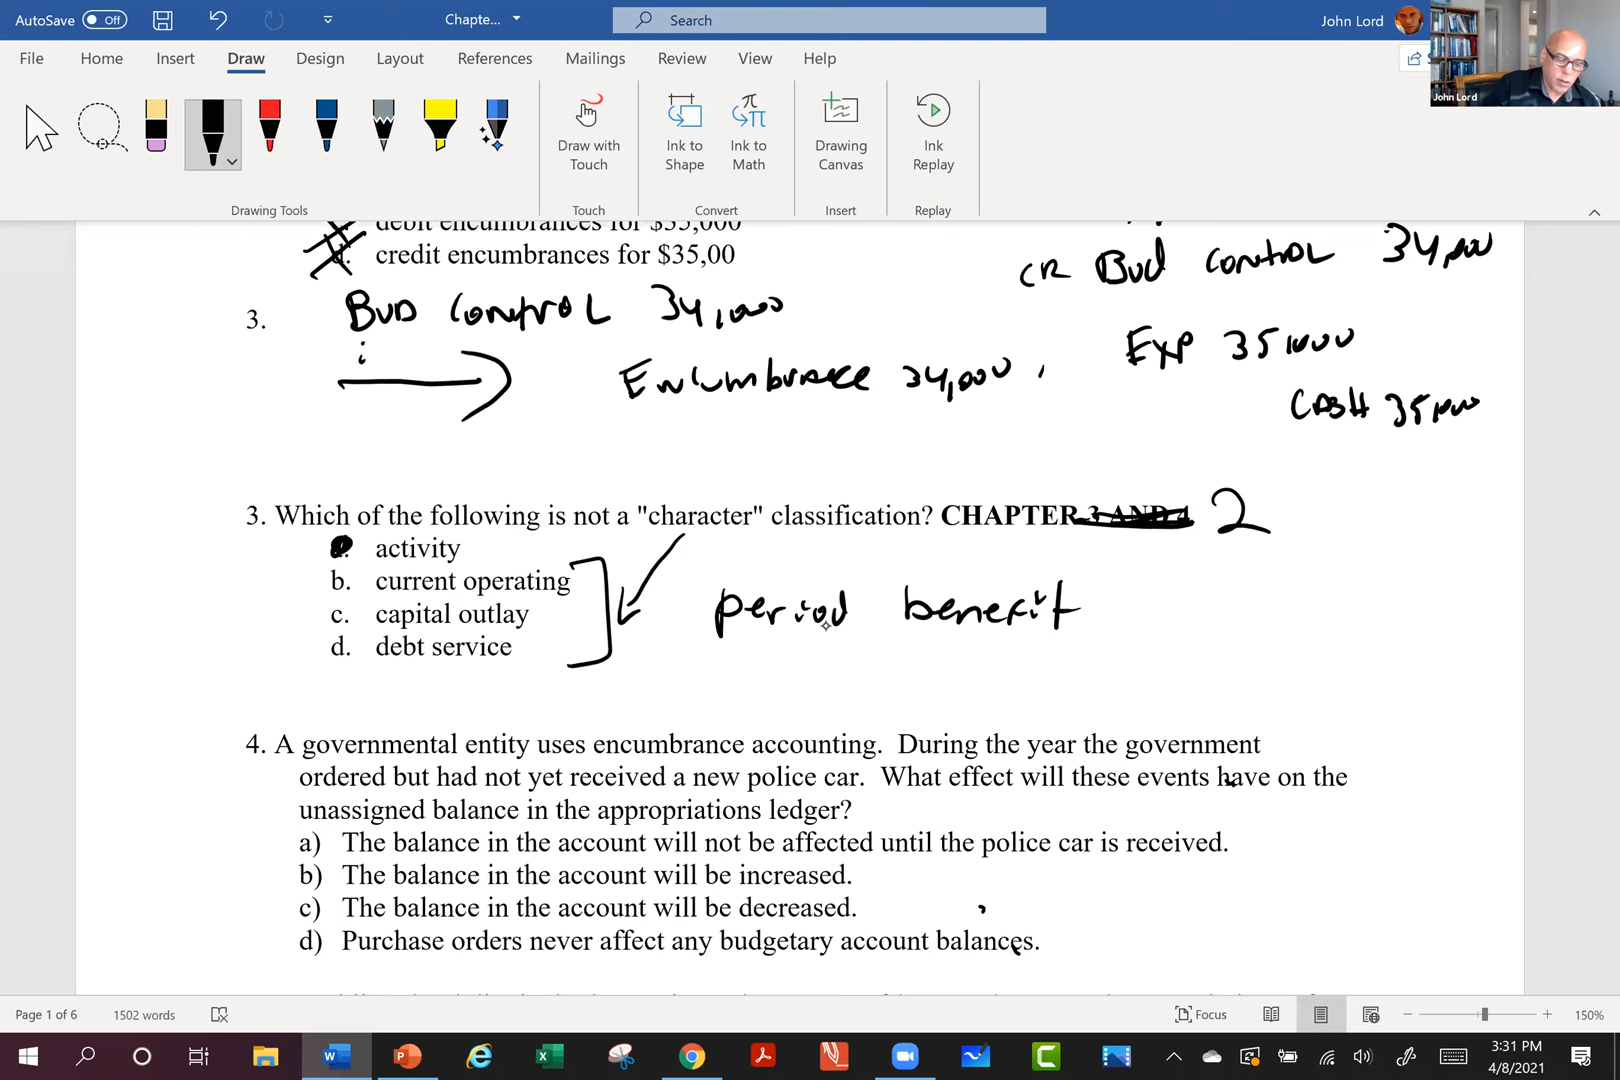 AutoSave Off Chapte... Search John Lord
File Home Insert Draw Design Layout References Mailings Review View Help
John Lord
Draw with Touch
Ink to Shape
Ink to Math
Drawing Canvas
Ink Replay
Drawing Tools Touch Convert Insert Replay
debit encumbrances for $35,000
credit encumbrances for $35,00
CR Bud control 34,000
3. BUD control 34,000
Encumbrance 34,000
Exp 35,000
CASH 35,000
3. Which of the following is not a "character" classification? CHAPTER 3 AND 4 2
a. activity
b. current operating
c. capital outlay
d. debt service
period benefit
4. A governmental entity uses encumbrance accounting. During the year the government
ordered but had not yet received a new police car. What effect will these events have on the
unassigned balance in the appropriations ledger?
a) The balance in the account will not be affected until the police car is received.
b) The balance in the account will be increased.
c) The balance in the account will be decreased.
d) Purchase orders never affect any budgetary account balances.
Page 1 of 6 1502 words Focus 150%
3:31 PM
4/8/2021